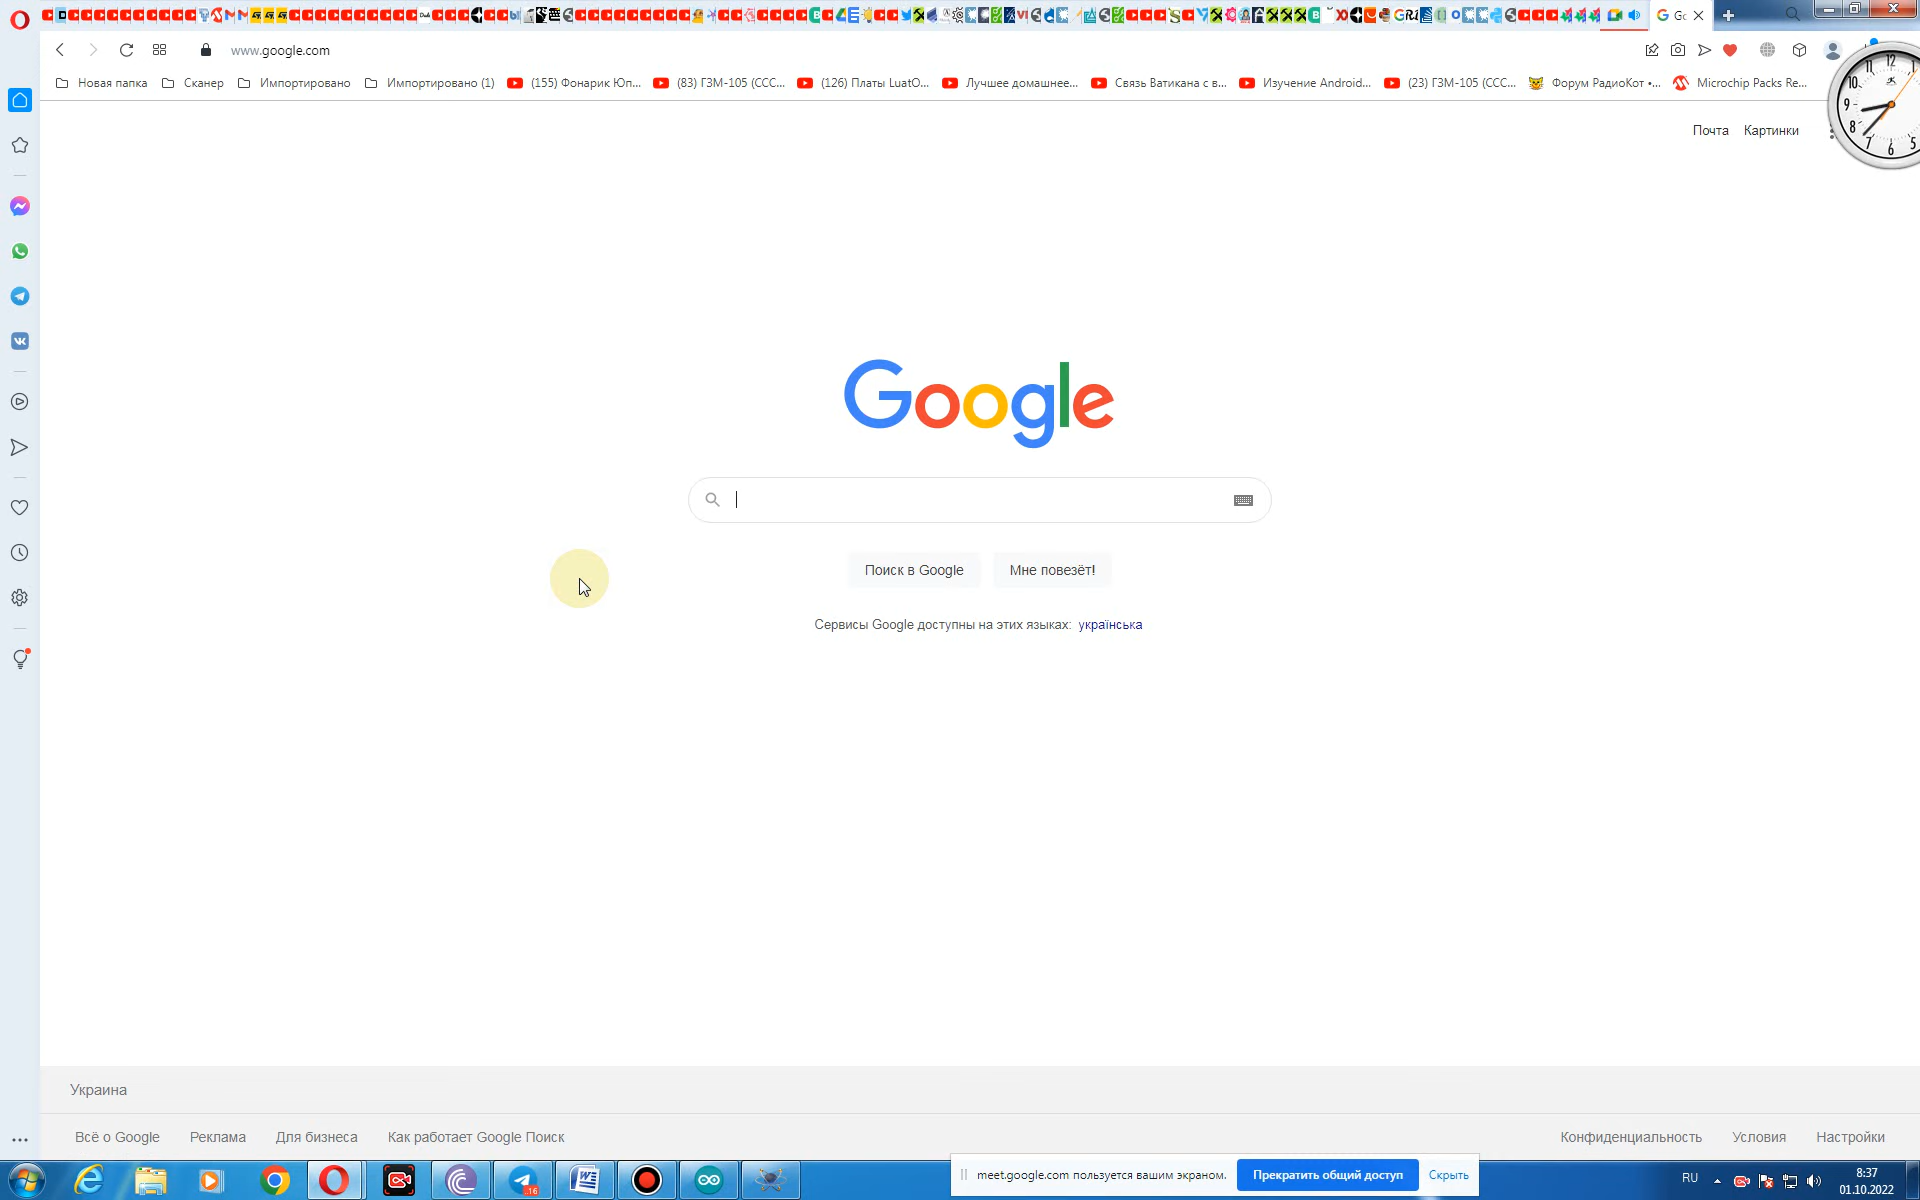 www.google.com
Новая папка Сканер Импортировано Импортировано (1) (155) Фонарик Юп... (83) ГЗМ-105 (ССС... (126) Платы LuatO... Лучшее домашнее... Связь Ватикана с в... Изучение Android... (23) ГЗМ-105 (ССС... Форум РадиоКот •... Microchip Packs Re...
Почта Картинки
Google
Поиск в Google Мне повезёт!
Сервисы Google доступны на этих языках: українська
Украина
Всё о Google Реклама Для бизнеса Как работает Google Поиск Конфиденциальность Условия Настройки
meet.google.com пользуется вашим экраном. Прекратить общий доступ Скрыть
RU 8:37
01.10.2022